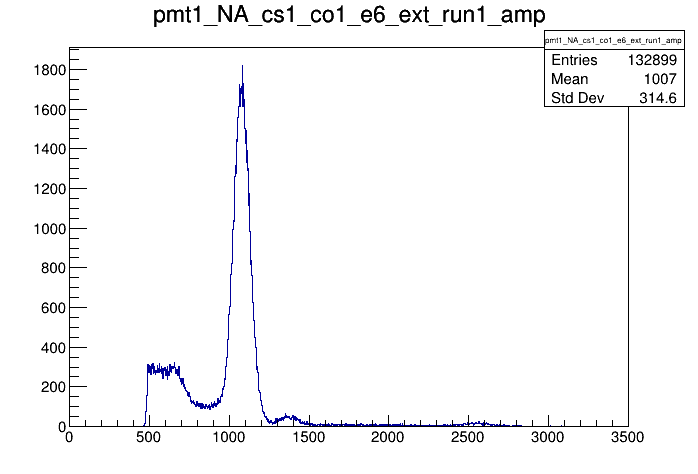 pmt1_NA_cs1_co1_e6_ext_run1_amp
pmt1_NA_cs1_co1_e6_ext_run1_amp
Entries 132899
Mean 1007
Std Dev 314.6
1800
1600
1400
1200
1000
800
600
400
200
0
0 500 1000 1500 2000 2500 3000 3500